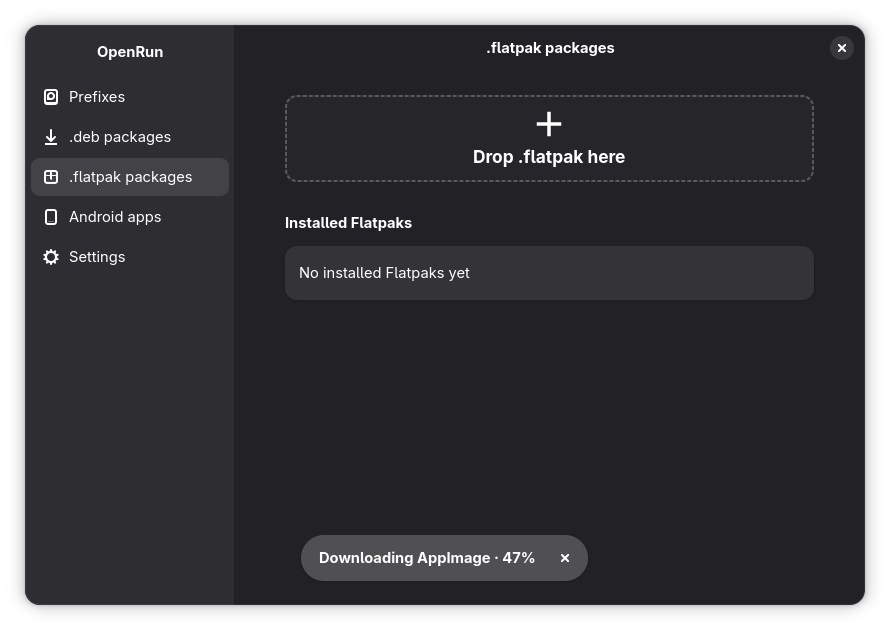 OpenRun
Prefixes
.deb packages
.flatpak packages
Android apps
Settings
.flatpak packages
Drop .flatpak here
Installed Flatpaks
No installed Flatpaks yet
Downloading AppImage · 47%